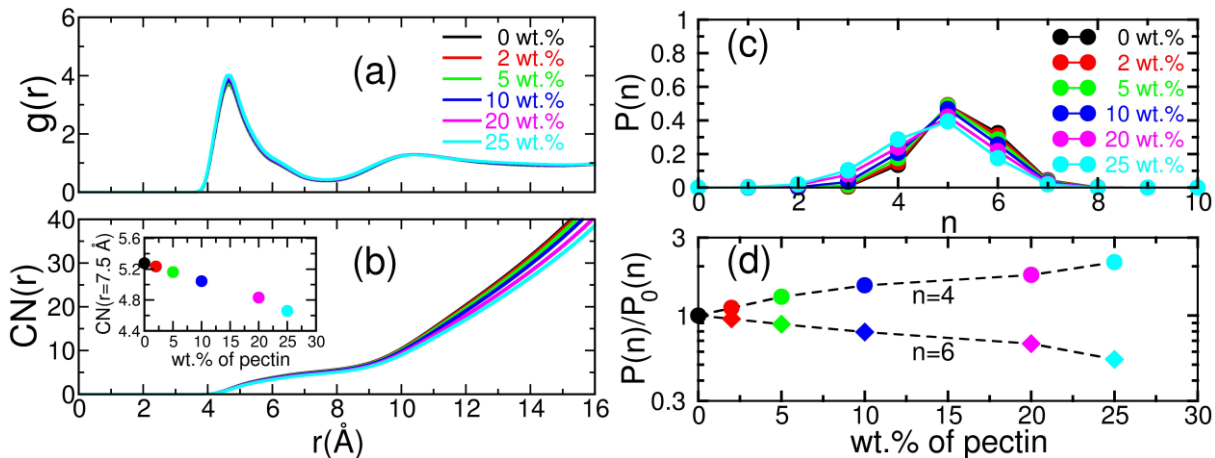 6
4
2
0
g(r)
(a)
0 wt.%
2 wt.%
5 wt.%
10 wt.%
20 wt.%
25 wt.%
40
30
20
10
0
CN(r)
(b)
5.6
5.2
4.8
4.4
CN(r=7.5 Å)
0 5 10 15 20 25 30
wt.% of pectin
0 2 4 6 8 10 12 14 16
r(Å)
1
0.8
0.6
0.4
0.2
0
P(n)
(c)
0 wt.%
2 wt.%
5 wt.%
10 wt.%
20 wt.%
25 wt.%
0 2 4 6 8 10
n
3
1
0.3
P(n)/P0(n)
(d)
n=4
n=6
0 5 10 15 20 25 30
wt.% of pectin